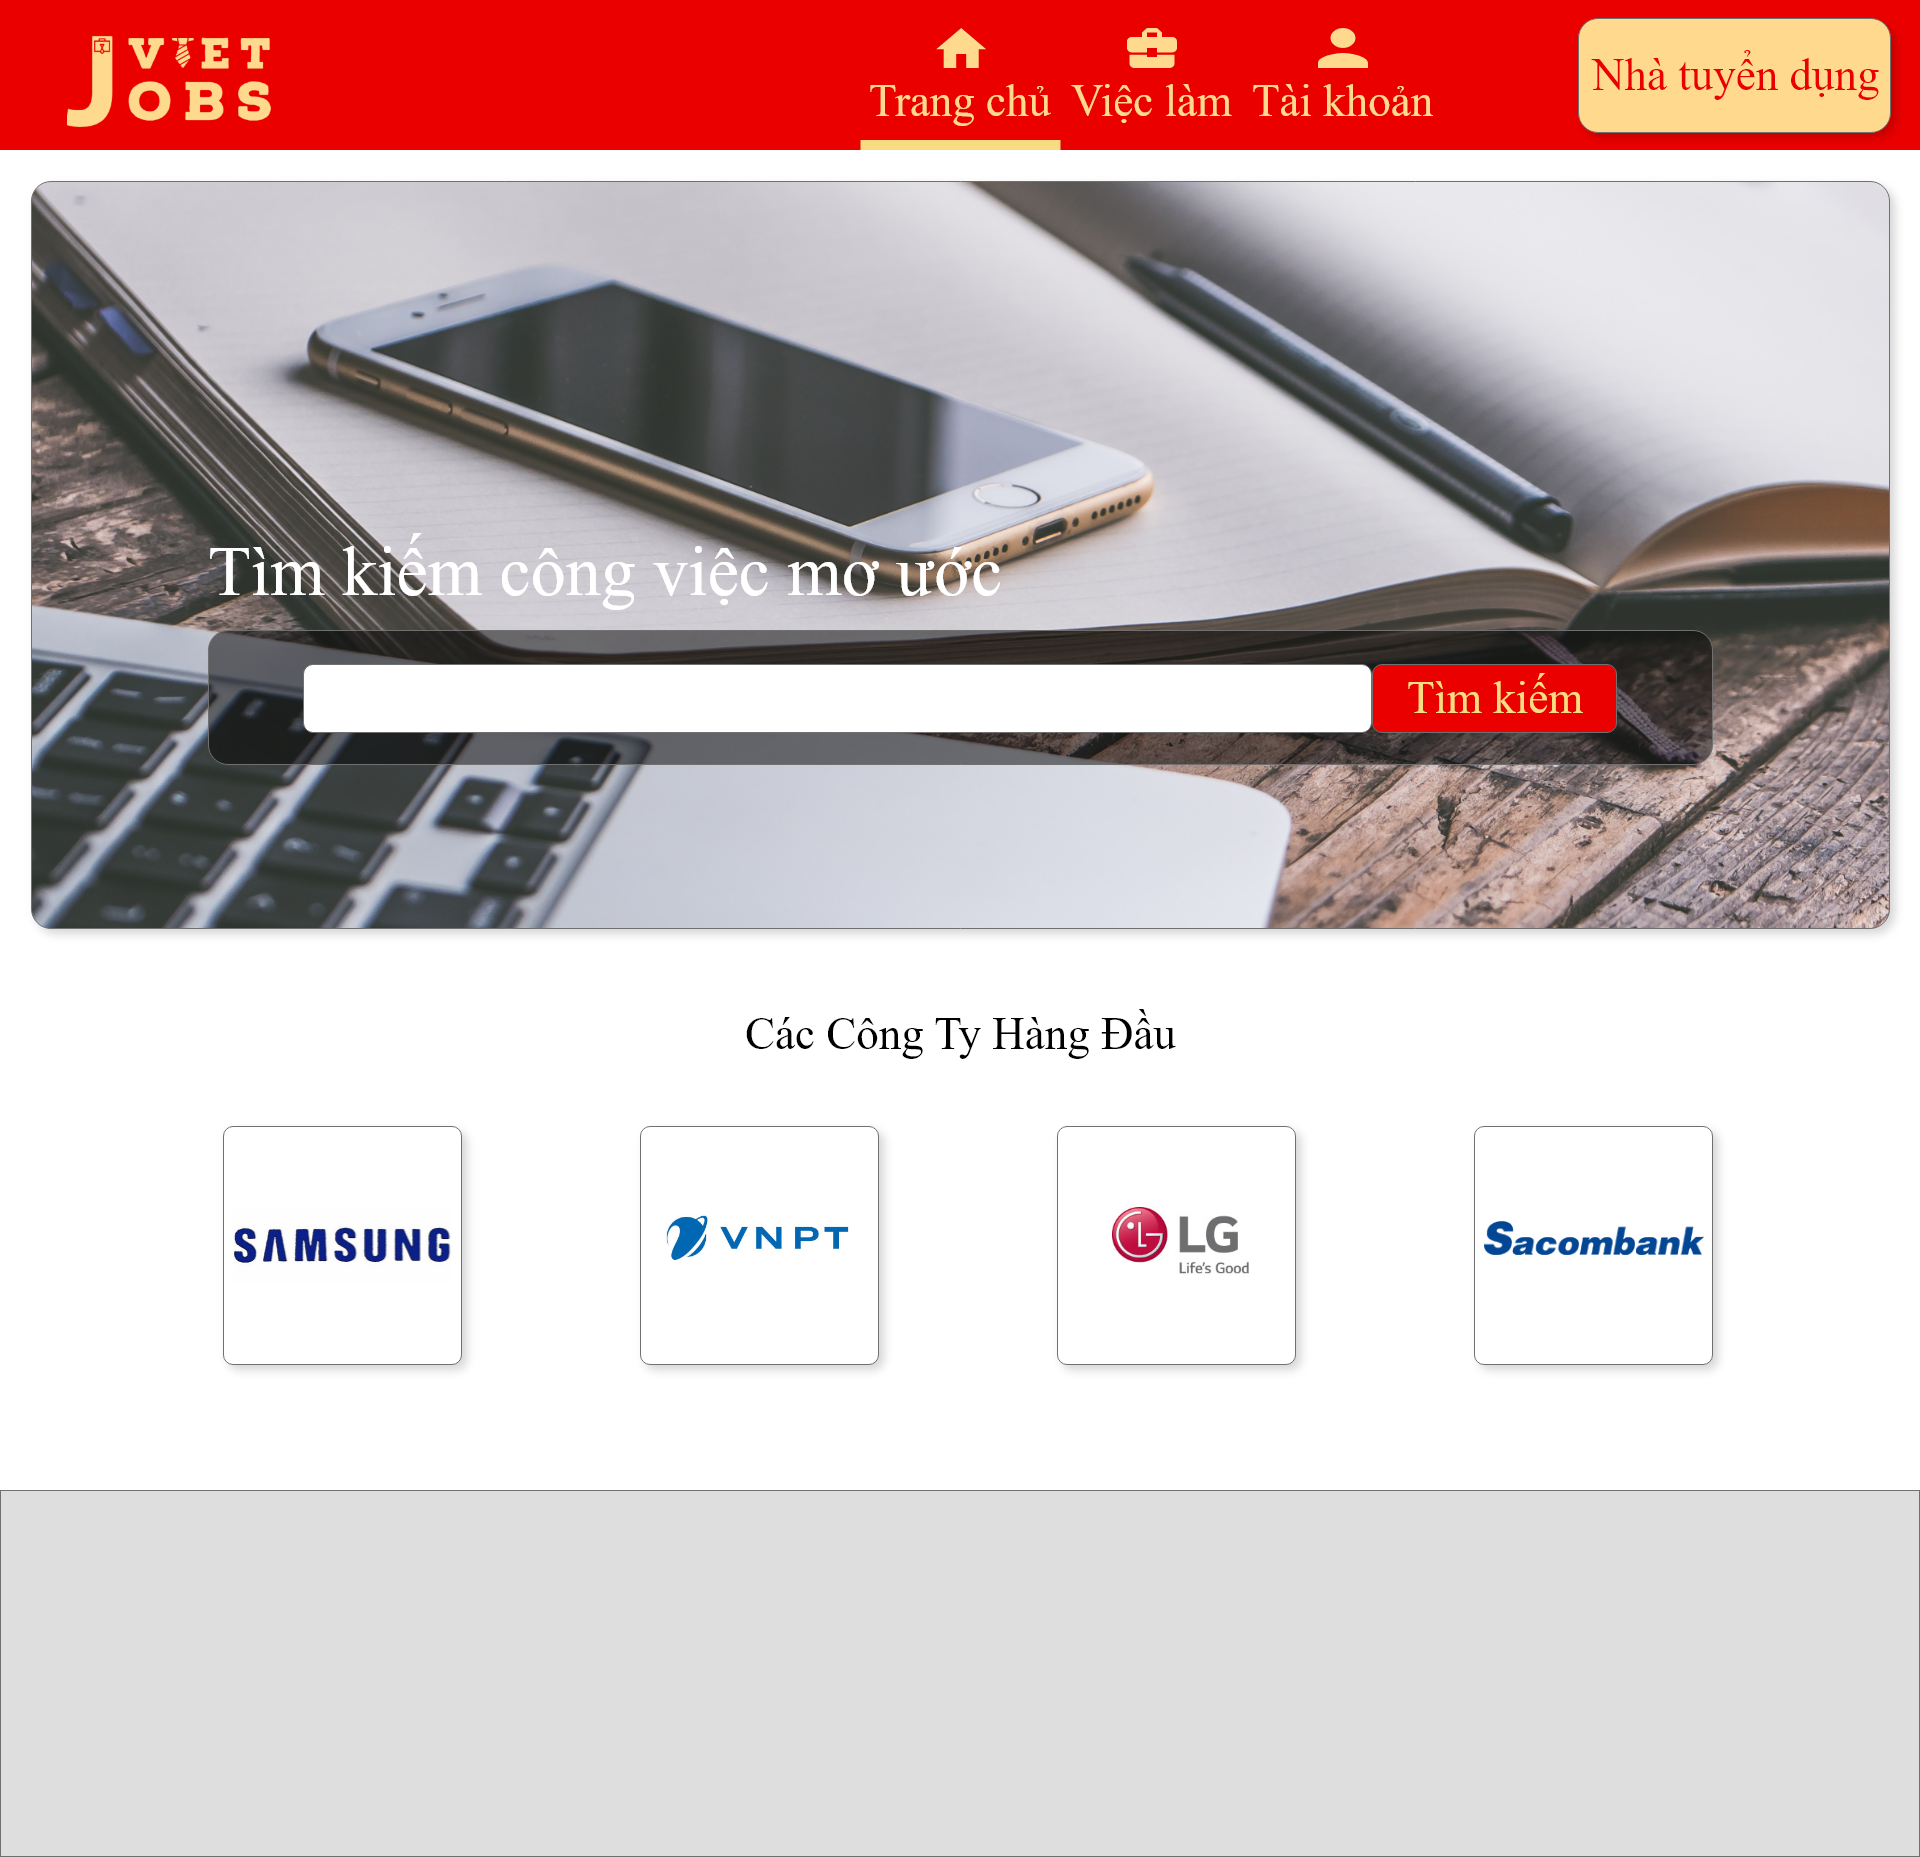 VIET
JOBS
Trang chủ
Việc làm
Tài khoản
Nhà tuyển dụng
Tìm kiếm công việc mơ ước
Tìm kiếm
Các Công Ty Hàng Đầu
SAMSUNG
VNPT
LG
Life's Good
Sacombank